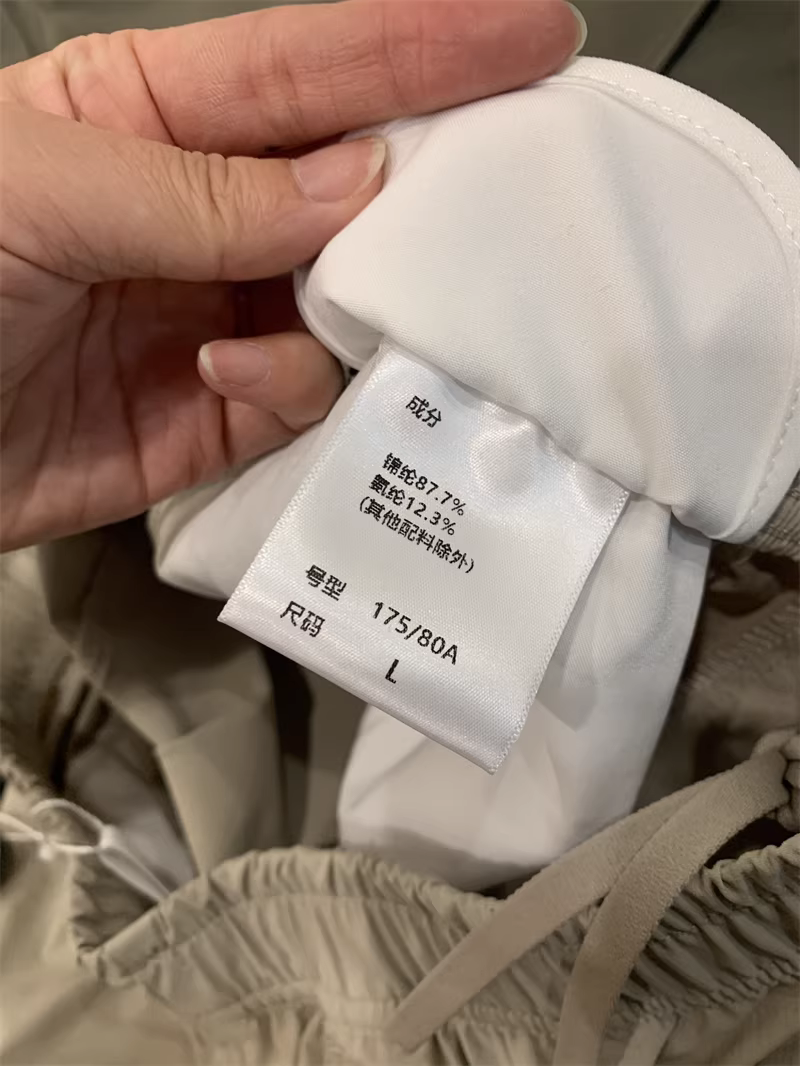 成分
锦纶87.7%
氨纶12.3%
(其他配料除外)
号型 175/80A
尺码 L